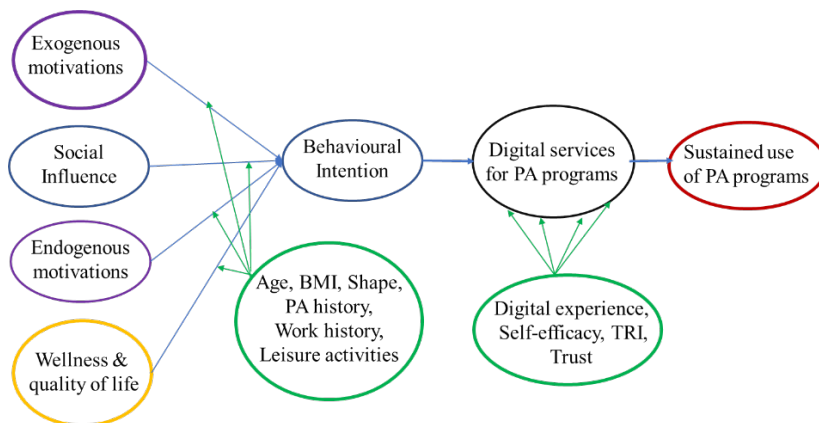 Exogenous
motivations
Social
Influence
Endogenous
motivations
Wellness &
quality of life
Behavioural
Intention
Age, BMI, Shape,
PA history,
Work history,
Leisure activities
Digital services
for PA programs
Digital experience,
Self-efficacy, TRI,
Trust
Sustained use
of PA programs